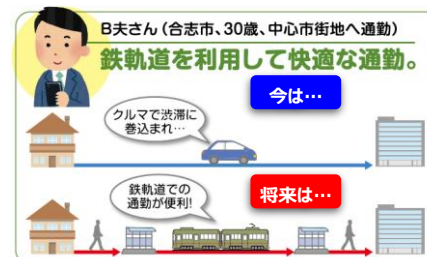 B夫さん（合志市、30歳、中心市街地へ通勤）
鉄軌道を利用して快適な通勤。
今は…
クルマで渋滞に
巻込まれ…
将来は…
鉄軌道での
通勤が便利!